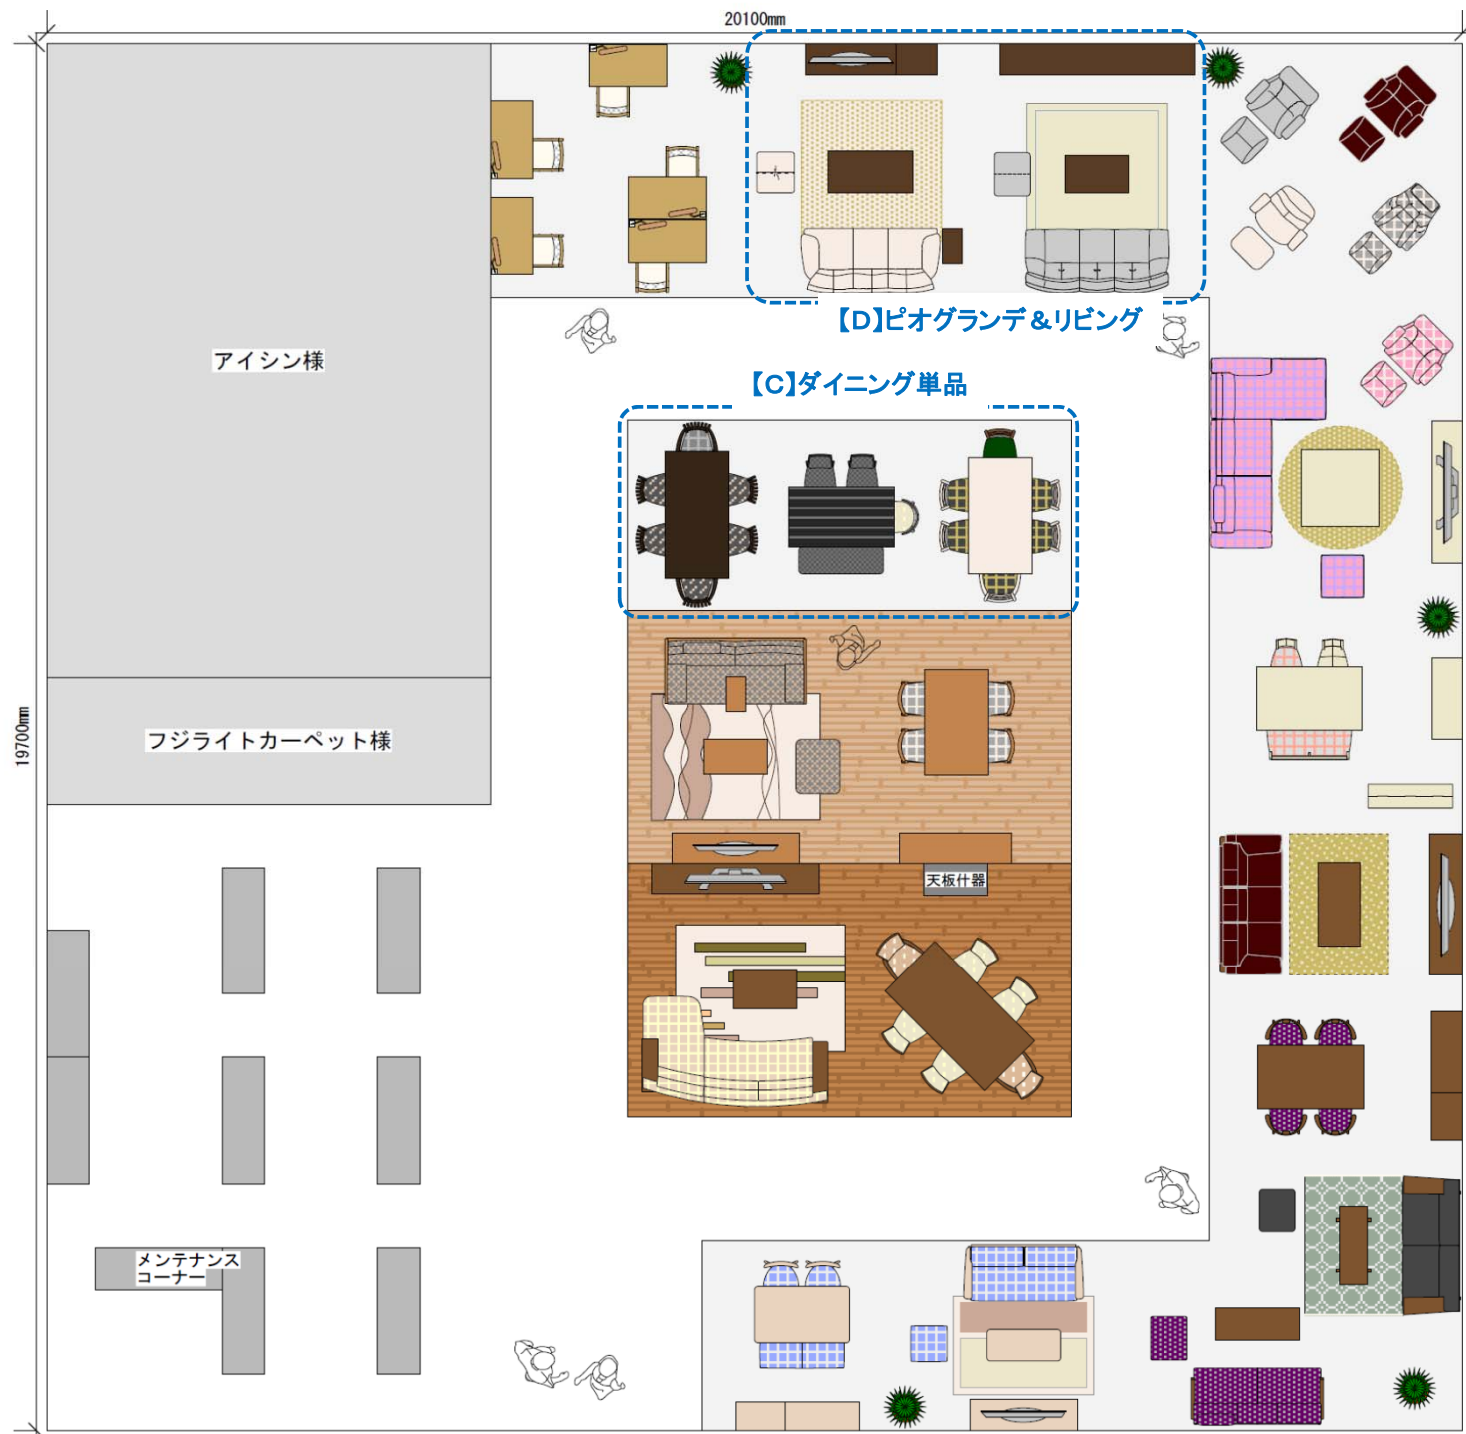 20100mm
【D】ピオグランデ＆リビング
アイシン様
【C】ダイニング単品
19700mm
フジライトカーペット様
天板什器
メンテナンス
コーナー